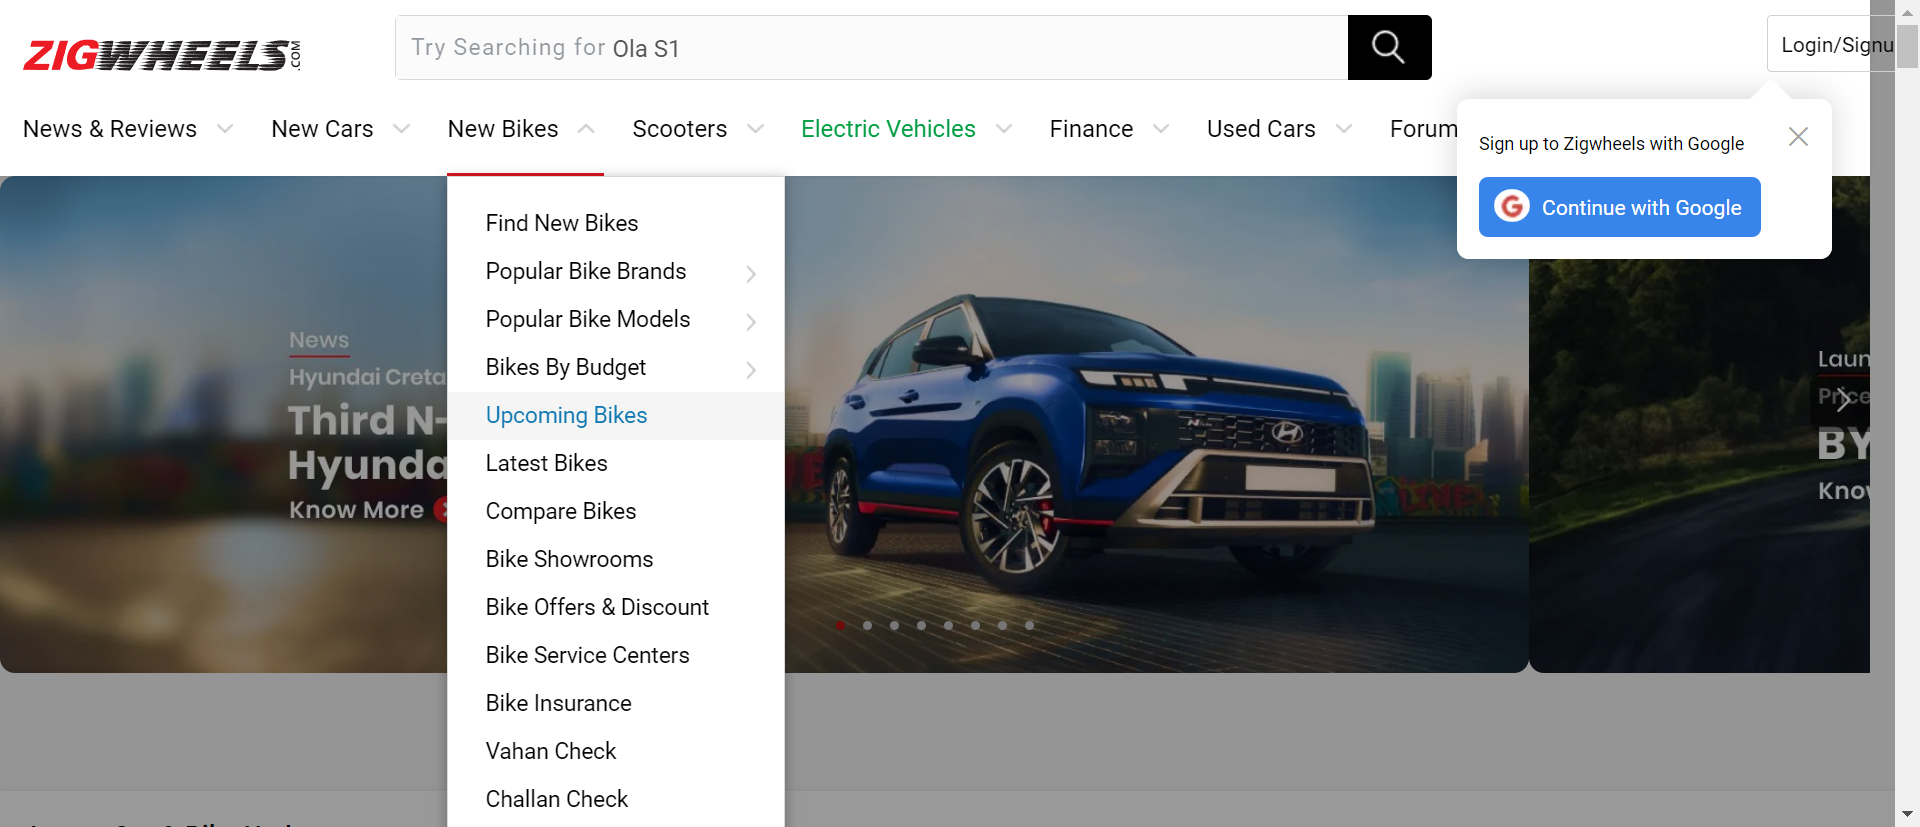 ZIGWHEELS.COM
Try Searching for Ola S1
Login/Signu
News & Reviews
New Cars
New Bikes
Scooters
Electric Vehicles
Finance
Used Cars
Forum
Sign up to Zigwheels with Google
Continue with Google
Find New Bikes
Popular Bike Brands
Popular Bike Models
Bikes By Budget
Upcoming Bikes
Latest Bikes
Compare Bikes
Bike Showrooms
Bike Offers & Discount
Bike Service Centers
Bike Insurance
Vahan Check
Challan Check
News
Hyundai Creta
Third N-
Hyunda
Know More
Laun
Price
BY
Know